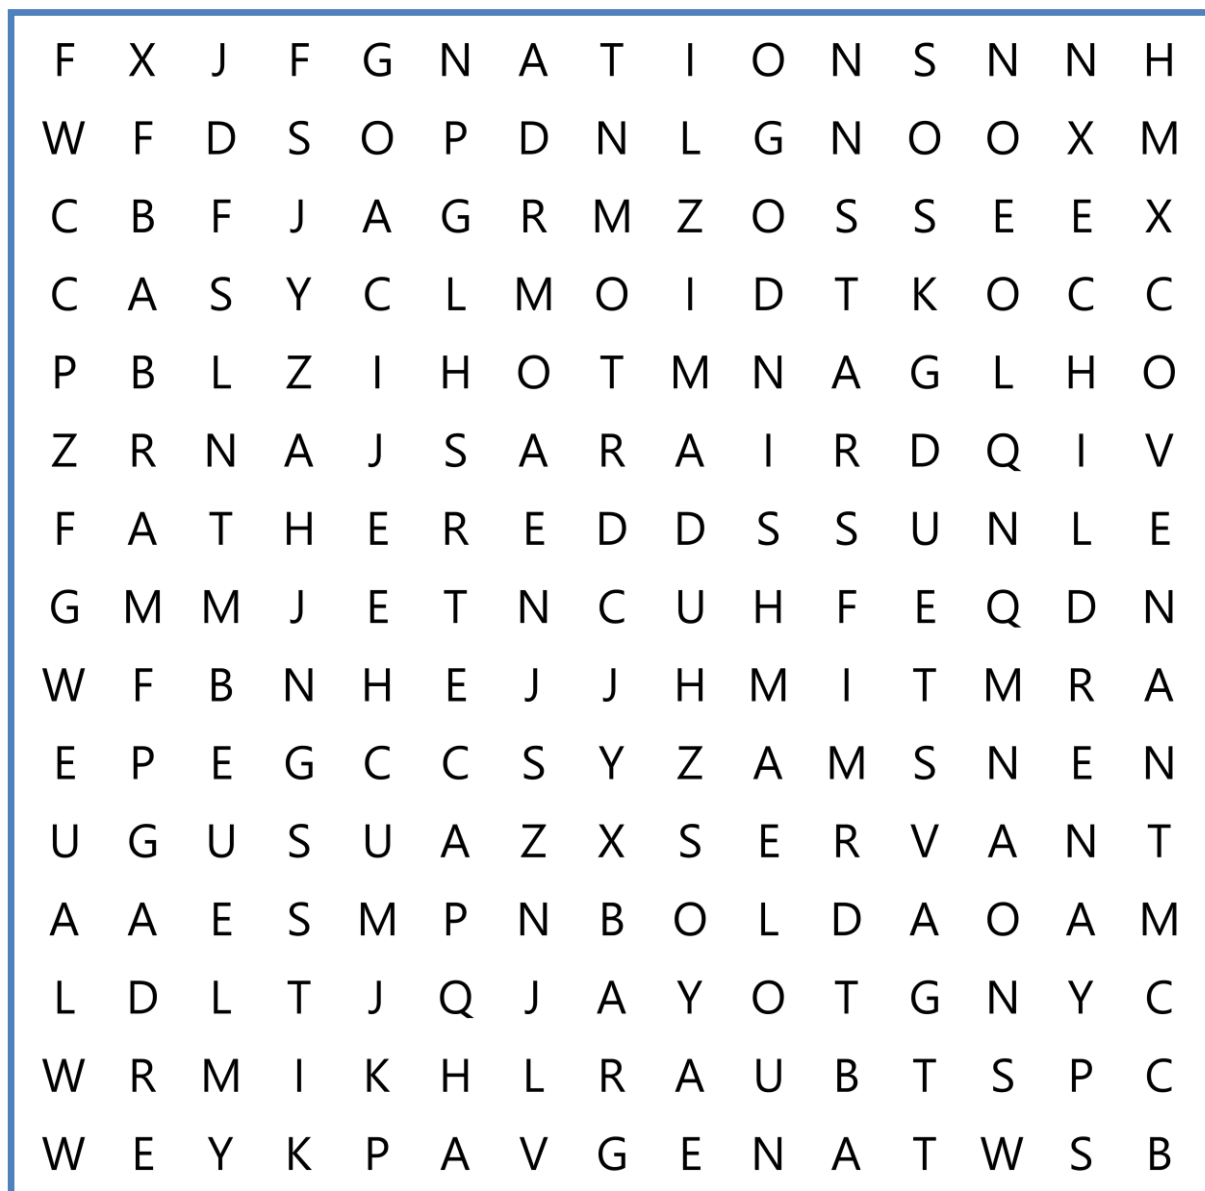 F X J F G N A T I O N S N N H
W F D S O P D N L G N O O X M
C B F J A G R M Z O S S E E X
C A S Y C L M O I D T K O C C
P B L Z I H O T M N A G L H O
Z R N A J S A R A I R D Q I V
F A T H E R E D D S S U N L E
G M M J E T N C U H F E Q D N
W F B N H E J J H M I T M R A
E P E G C C S Y Z A M S N E N
U G U S U A Z X S E R V A N T
A A E S M P N B O L D A O A M
L D L T J Q J A Y O T G N Y C
W R M I K H L R A U B T S P C
W E Y K P A V G E N A T W S B